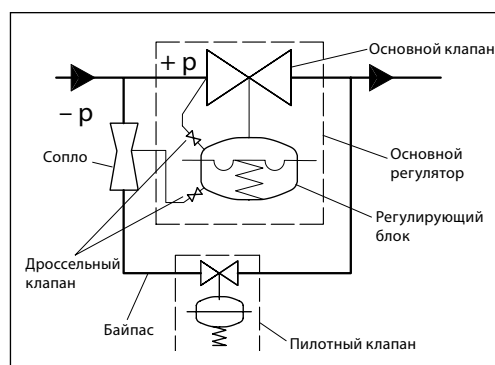 Основной клапан
+ р
– р
Сопло
Основной
регулятор
Регулирующий
блок
Дроссельный
клапан
Байпас
Пилотный клапан